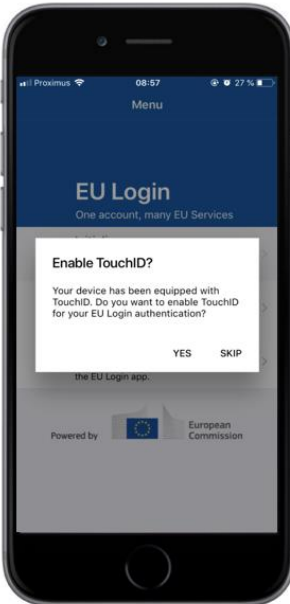 Proximus 08:57 27 %
Menu
EU Login
One account, many EU Services
Enable TouchID?
Your device has been equipped with
TouchID. Do you want to enable TouchID
for your EU Login authentication?
YES SKIP
the EU Login app.
Powered by
European
Commission